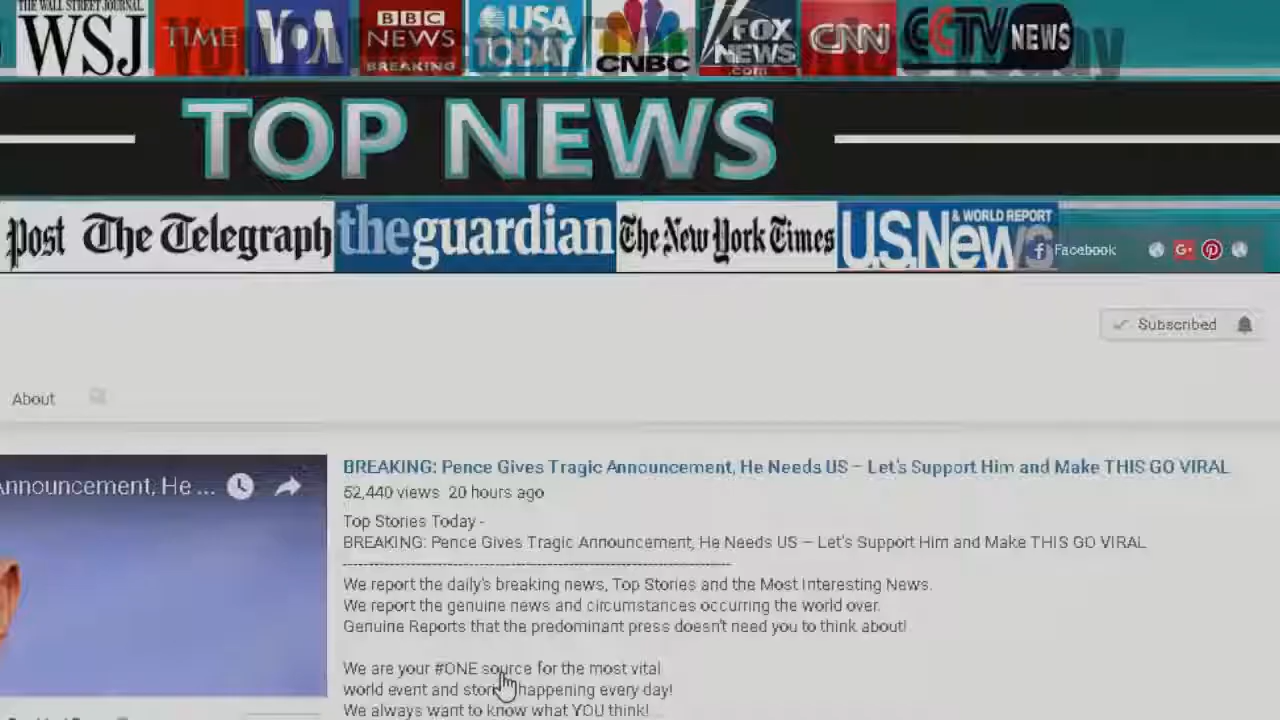 THE WALL STREET JOURNAL
WSJ
TIME
VOA
BBC
NEWS
BREAKING
USA
TODAY
CNBC
FOX
NEWS
.com
CNN
CCTV NEWS
TOP NEWS
Post
The Telegraph
theguardian
The New York Times
U.S.News
& WORLD REPORT
Facebook
G+
Subscribed
About
Announcement, He ...
BREAKING: Pence Gives Tragic Announcement, He Needs US – Let's Support Him and Make THIS GO VIRAL
52,440 views 20 hours ago
Top Stories Today -
BREAKING: Pence Gives Tragic Announcement, He Needs US – Let's Support Him and Make THIS GO VIRAL
--------------------------------------------------------------------------------
We report the daily's breaking news, Top Stories and the Most Interesting News.
We report the genuine news and circumstances occurring the world over.
Genuine Reports that the predominant press doesn't need you to think about!
We are your #ONE source for the most vital
world event and stories happening every day!
We always want to know what YOU think!